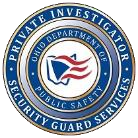 PRIVATE INVESTIGATOR
SECURITY GUARD SERVICES
OHIO DEPARTMENT OF
PUBLIC SAFETY